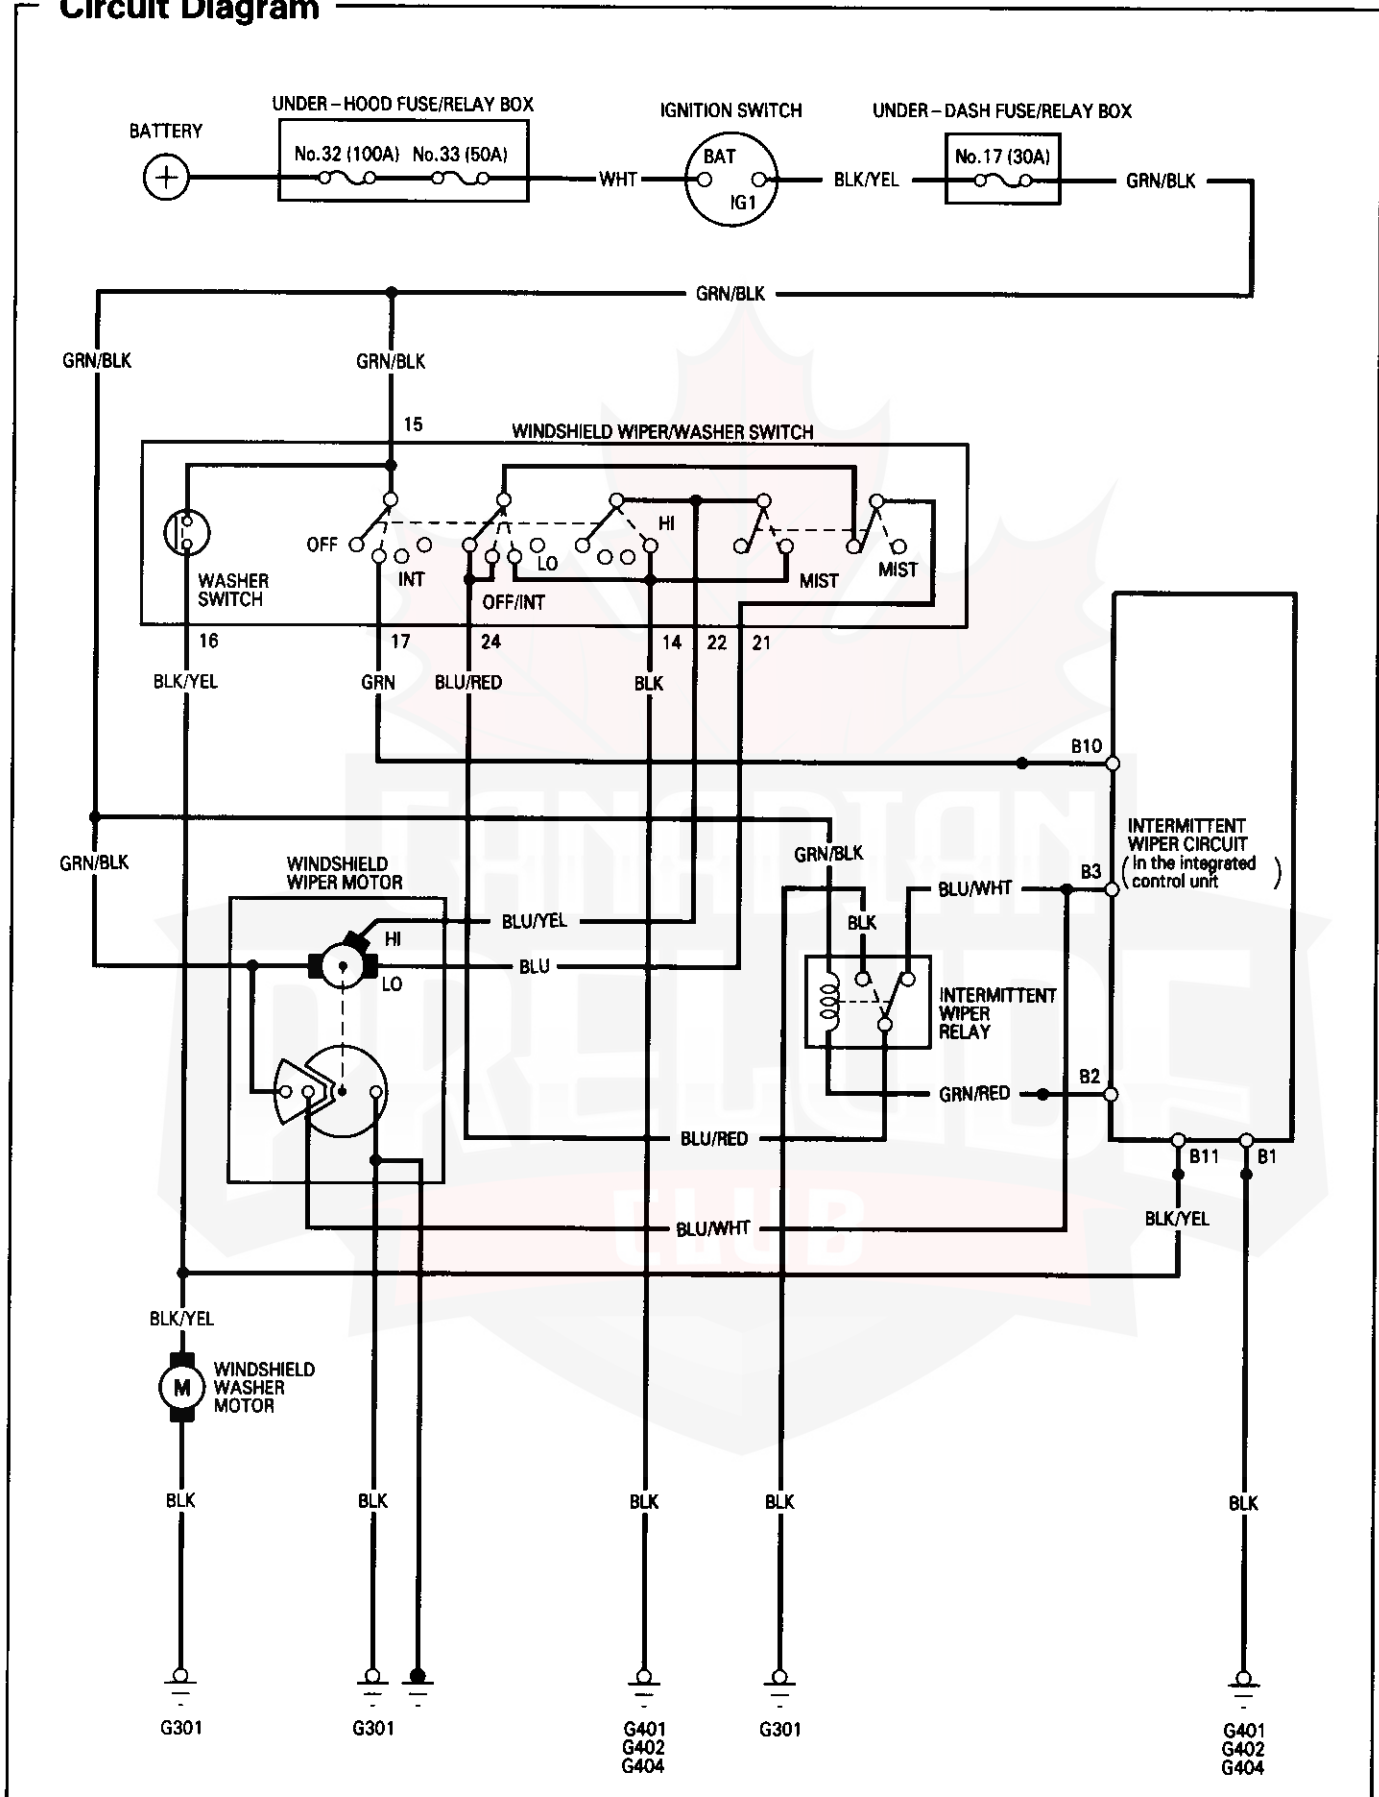 Circuit Diagram
UNDER-HOOD FUSE/RELAY BOX
IGNITION SWITCH
UNDER-DASH FUSE/RELAY BOX
BATTERY
No.32 (100A) No.33 (50A)
BAT
No.17 (30A)
WHT
BLK/YEL
GRN/BLK
IG1
GRN/BLK
GRN/BLK
GRN/BLK
15
WINDSHIELD WIPER/WASHER SWITCH
HI
OFF
LO
INT
MIST
MIST
WASHER
SWITCH
OFF/INT
16
17
24
14
22
21
BLK/YEL
GRN
BLU/RED
BLK
B10
INTERMITTENT
WIPER CIRCUIT
(In the integrated
control unit)
GRN/BLK
GRN/BLK
WINDSHIELD
WIPER MOTOR
B3
BLU/WHT
BLU/YEL
BLK
HI
BLU
LO
INTERMITTENT
WIPER
RELAY
B2
GRN/RED
BLU/RED
B11
B1
BLU/WHT
BLK/YEL
BLK/YEL
WINDSHIELD
WASHER
MOTOR
M
BLK
BLK
BLK
BLK
BLK
G301
G301
G401
G402
G404
G301
G401
G402
G404
CANADIAN
PRELUDE
CLUB